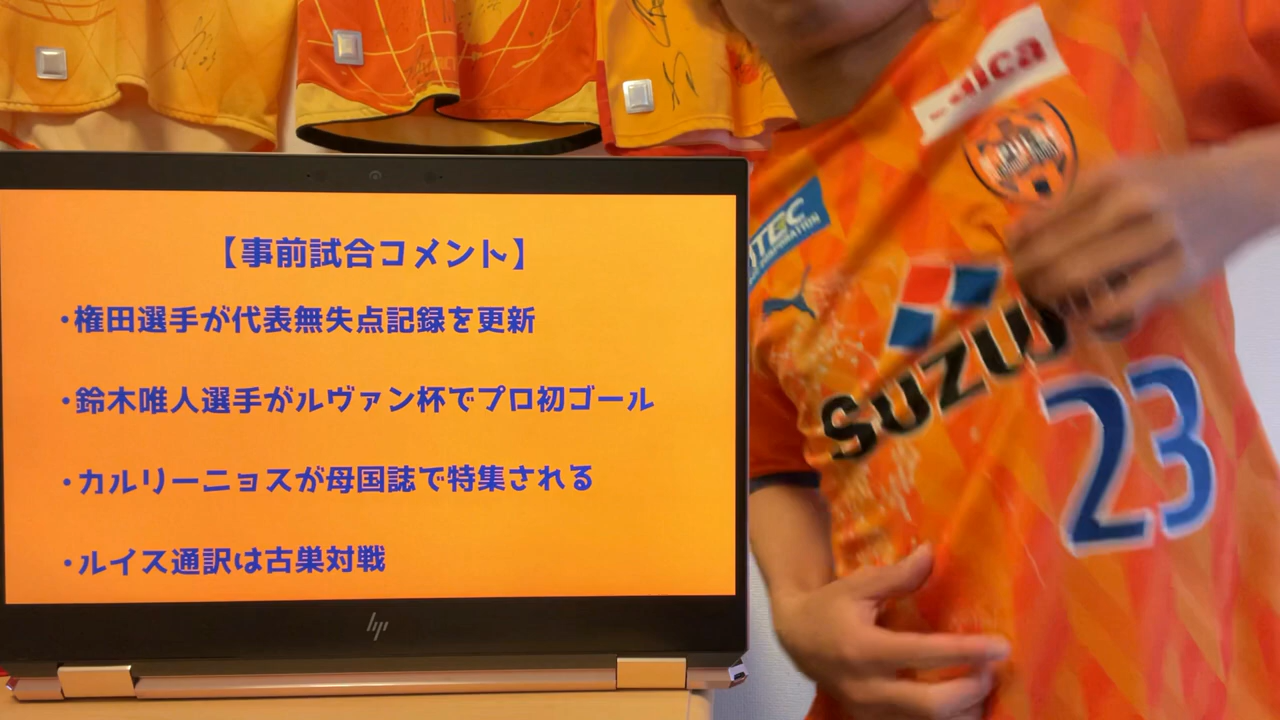 【事前試合コメント】
・権田選手が代表無失点記録を更新
・鈴木唯人選手がルヴァン杯でプロ初ゴール
・カルリーニョスが母国誌で特集される
・ルイス通訳は古巣対戦
hp
SUZU
23